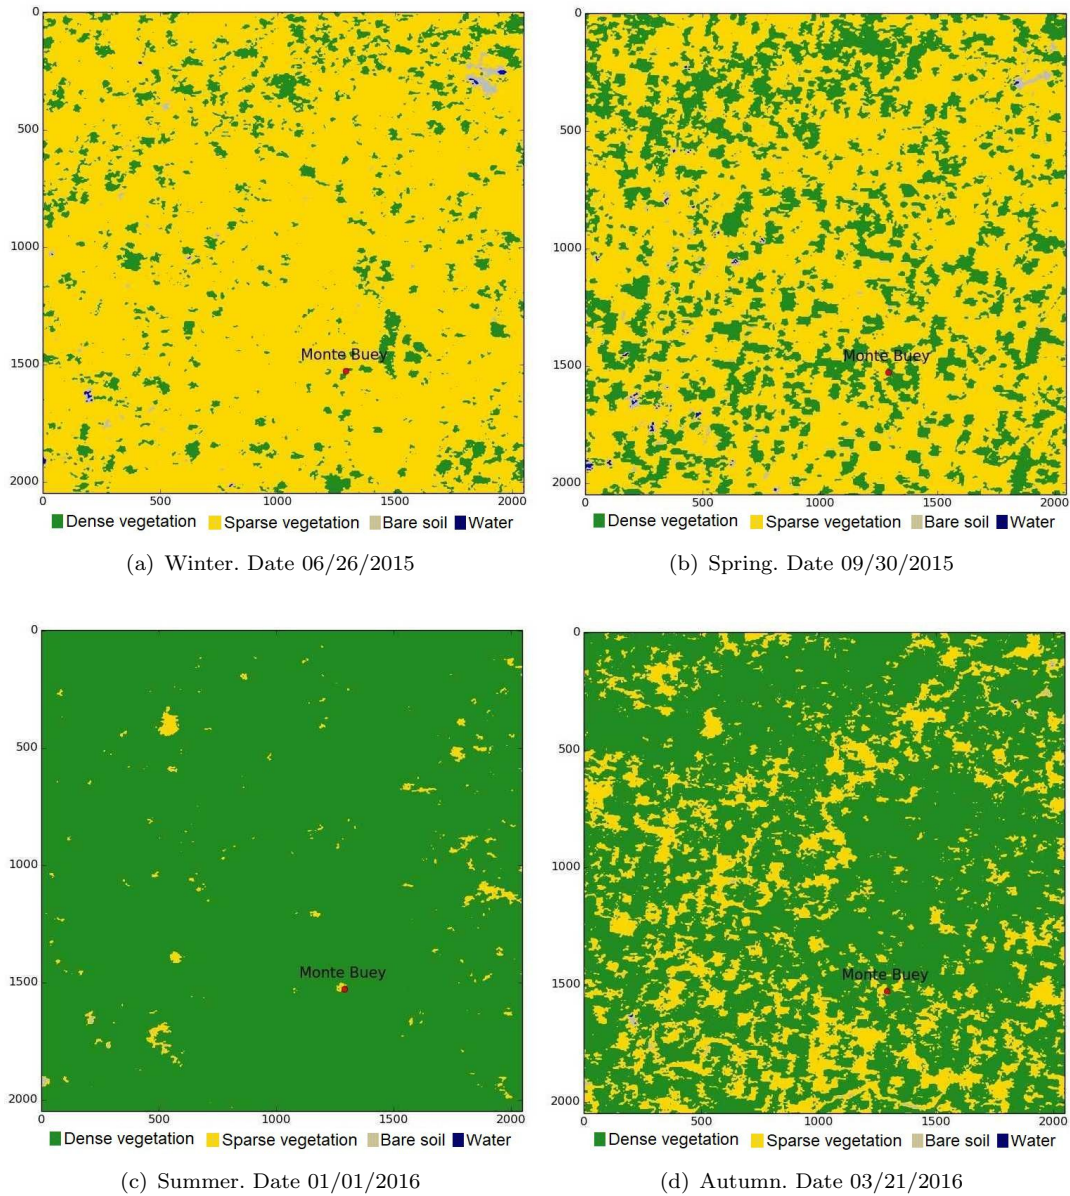 0
500
1000
1500
2000
0 500 1000 1500 2000
Monte Buey
Dense vegetation Sparse vegetation Bare soil Water
(a) Winter. Date 06/26/2015
0
500
1000
1500
2000
0 500 1000 1500 2000
Monte Buey
Dense vegetation Sparse vegetation Bare soil Water
(b) Spring. Date 09/30/2015
0
500
1000
1500
2000
0 500 1000 1500 2000
Monte Buey
Dense vegetation Sparse vegetation Bare soil Water
(c) Summer. Date 01/01/2016
0
500
1000
1500
2000
0 500 1000 1500 2000
Monte Buey
Dense vegetation Sparse vegetation Bare soil Water
(d) Autumn. Date 03/21/2016